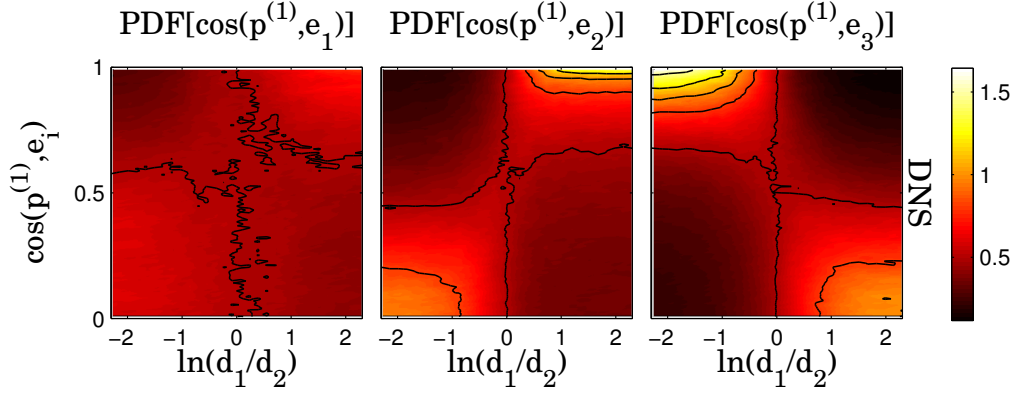 PDF[cos(p^(1),e_1)] PDF[cos(p^(1),e_2)] PDF[cos(p^(1),e_3)]
cos(p^(1),e_i)
1
0.5
0
−2 −1 0 1 2
−2 −1 0 1 2
−2 −1 0 1 2
ln(d_1/d_2) ln(d_1/d_2) ln(d_1/d_2)
DNS
1.5
1
0.5